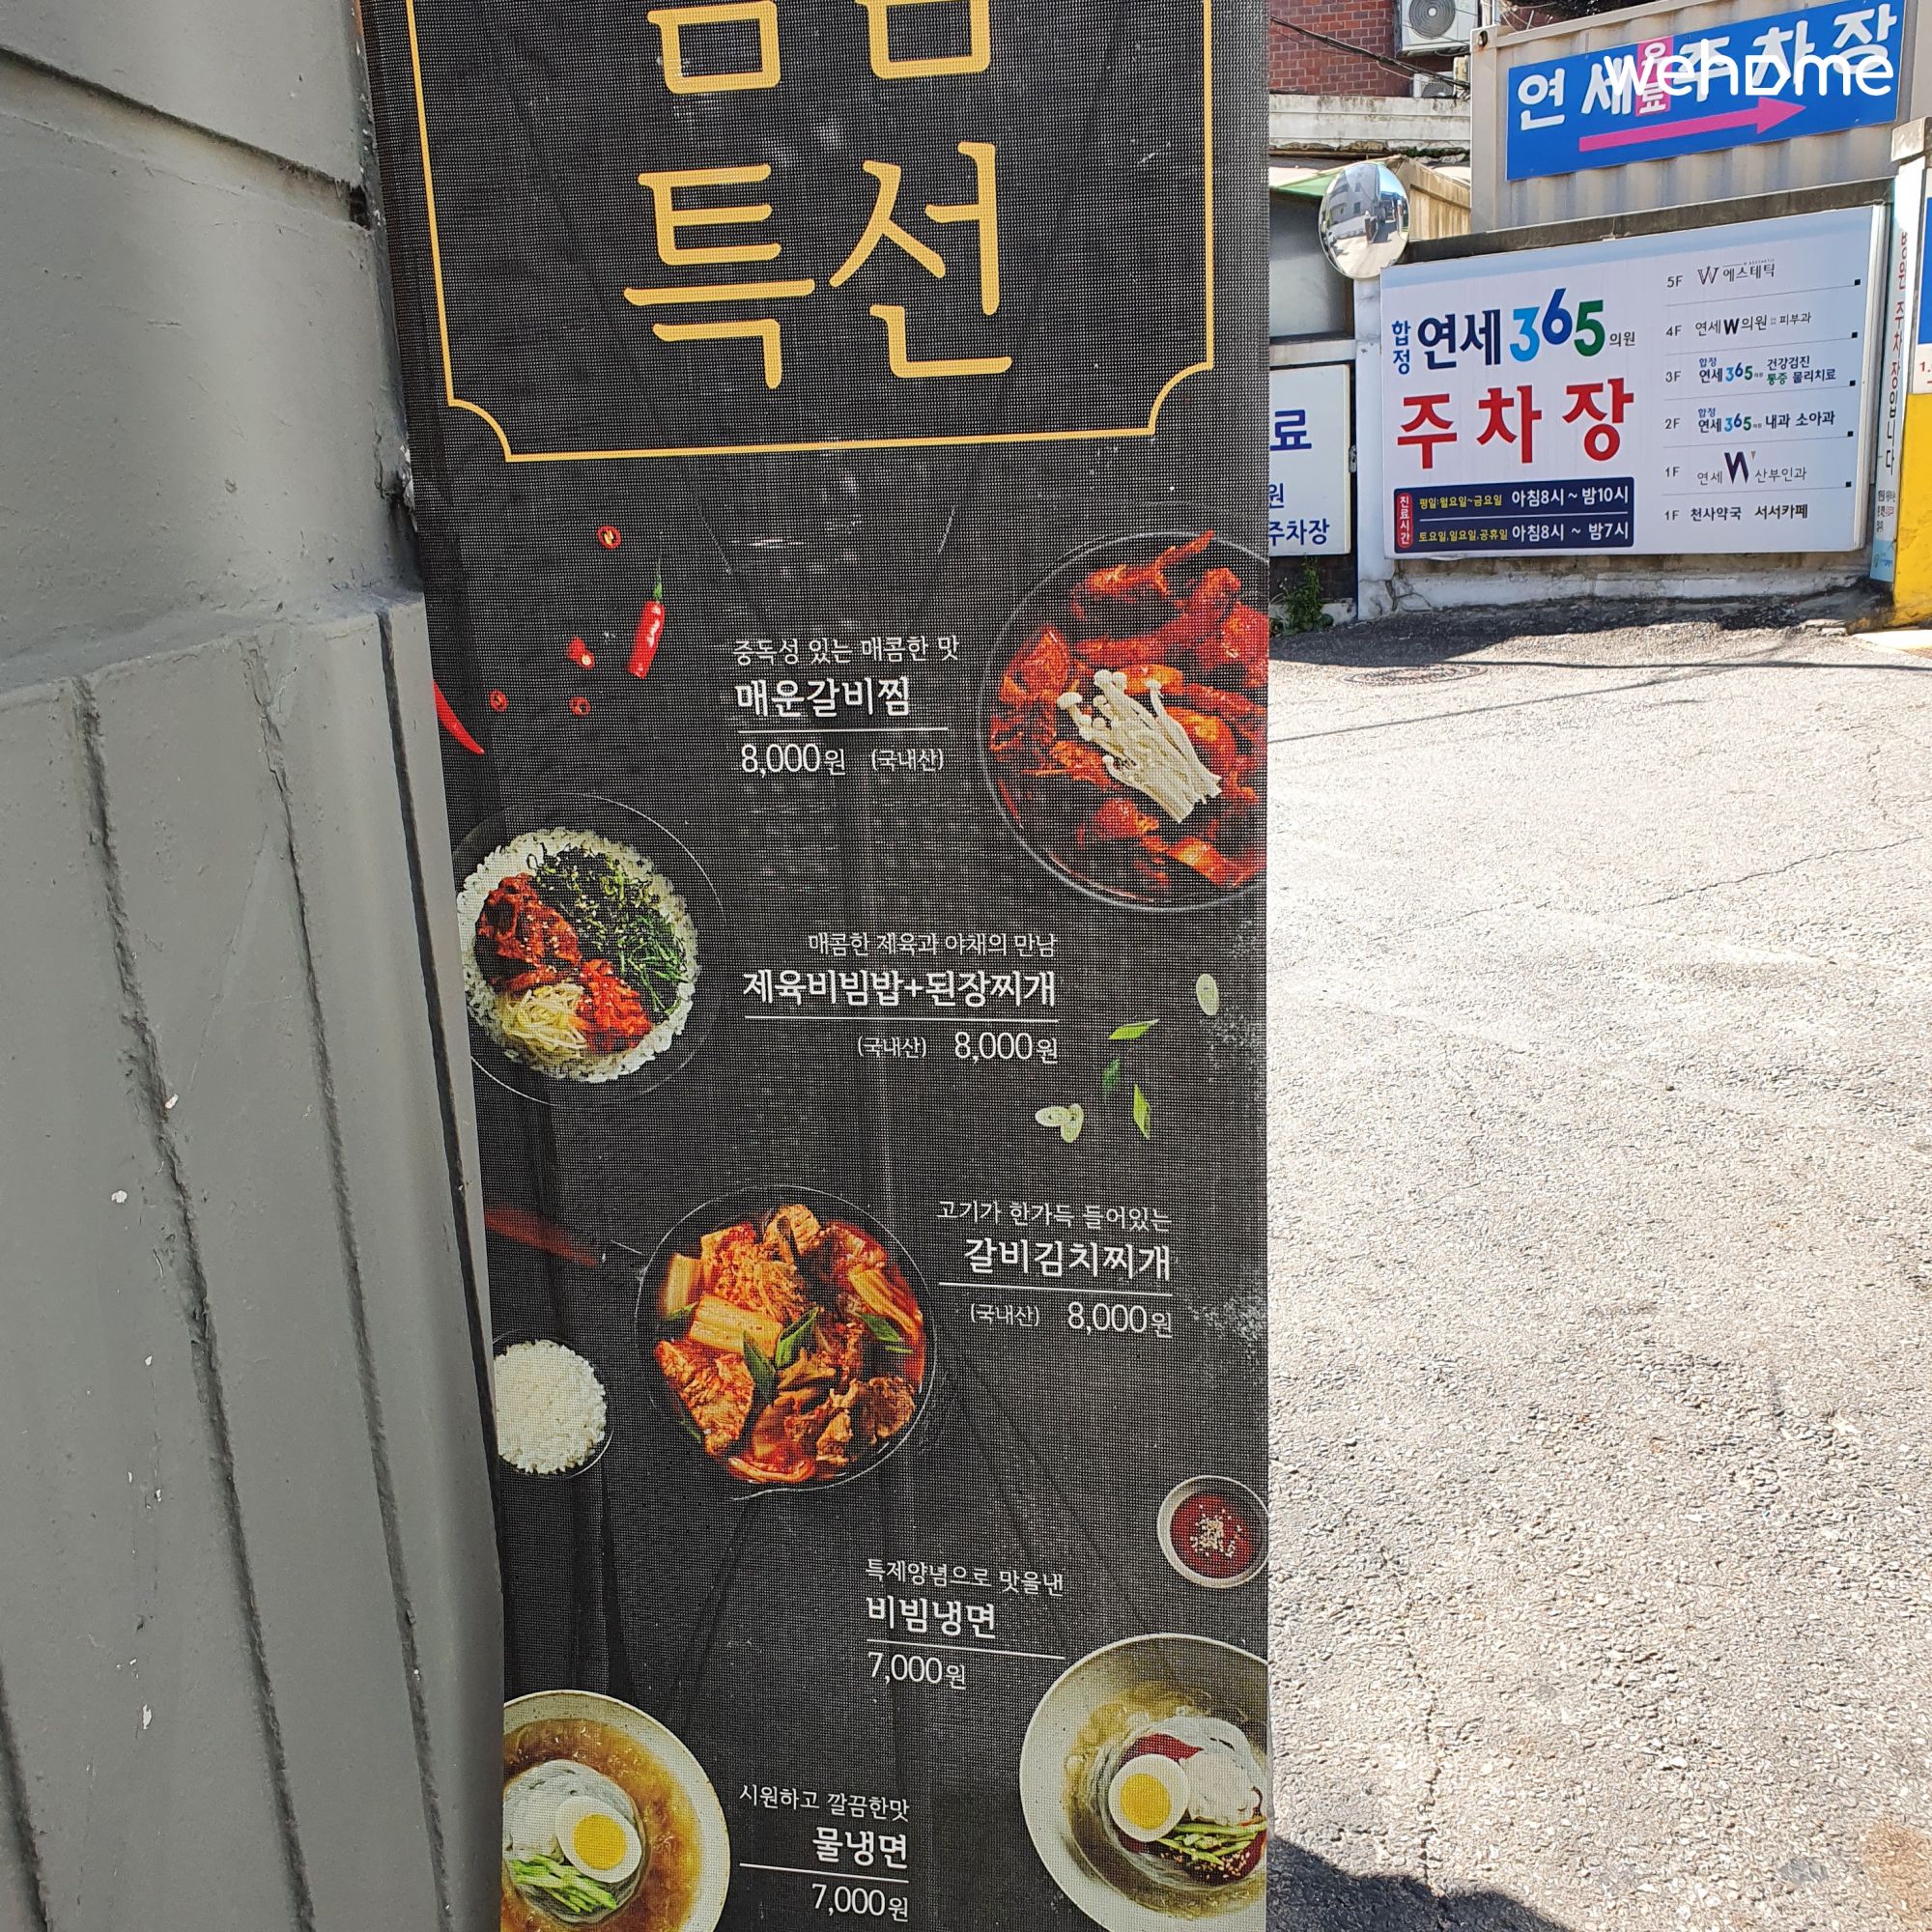 특선
중독성 있는 매콤한 맛
매운갈비찜
8,000원 (국내산)
매콤한 제육과 야채의 만남
제육비빔밥+된장찌개
(국내산) 8,000원
고기가 한가득 들어있는
갈비김치찌개
(국내산) 8,000원
특제양념으로 맛을낸
비빔냉면
7,000원
시원하고 깔끔한맛
물냉면
7,000원
연세 유료 주차장
wehome
합정 연세365의원
주차장
진료시간
평일:월요일~금요일 아침8시 ~ 밤10시
토요일,일요일,공휴일 아침8시 ~ 밤7시
5F W 에스테틱
4F 연세W의원 피부과
3F 합정 연세365의원 건강검진 통증 물리치료
2F 합정 연세365의원 내과 소아과
1F 연세W 산부인과
1F 천사약국 서서카페
료
원
주차장